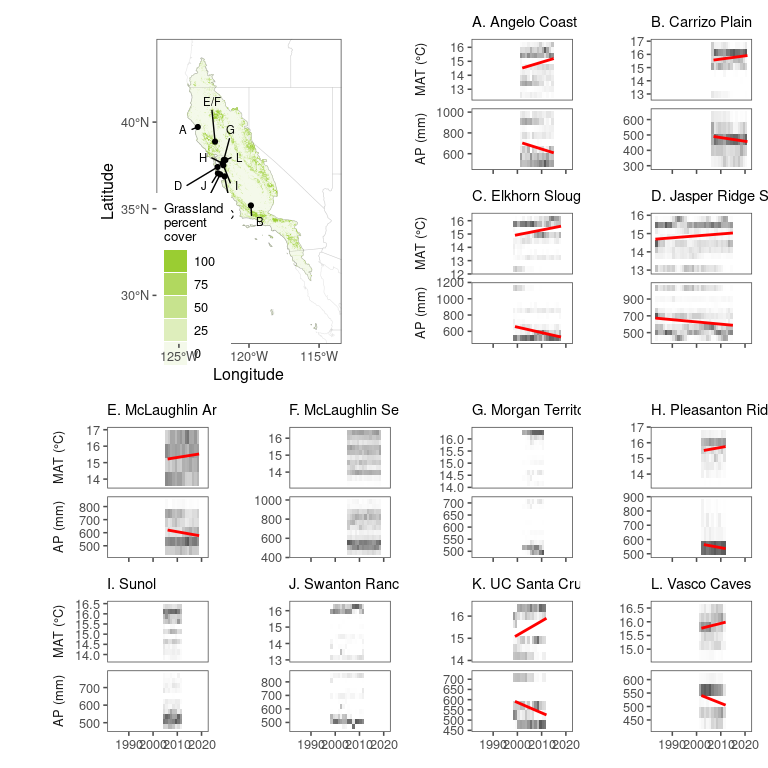 A. Angelo Coast
B. Carrizo Plain
MAT (°C)
16
15
14
13
17
16
15
14
13
AP (mm)
1000
800
600
600
500
400
300
Latitude
40°N
35°N
30°N
E/F
A
G
H
L
D
J
I
B
Grassland
percent
cover
100
75
50
25
0
125°W
120°W
115°W
Longitude
C. Elkhorn Sloug
D. Jasper Ridge S
MAT (°C)
16
15
14
13
12
16
15
14
13
AP (mm)
1200
1000
800
600
900
700
500
E. McLaughlin Ar
F. McLaughlin Se
G. Morgan Territo
H. Pleasanton Rid
MAT (°C)
17
16
15
14
16
15
14
16.0
15.5
15.0
14.5
14.0
17
16
15
14
AP (mm)
800
700
600
500
1000
800
600
400
700
650
600
550
500
900
800
700
600
500
I. Sunol
J. Swanton Ranc
K. UC Santa Cru
L. Vasco Caves
MAT (°C)
16.5
16.0
15.5
15.0
14.5
14.0
16
15
14
13
16
15
14
16.5
16.0
15.5
15.0
AP (mm)
700
600
500
800
700
600
500
700
650
600
550
500
450
600
550
500
450
1990 2000 2010 2020
1990 2000 2010 2020
1990 2000 2010 2020
1990 2000 2010 2020